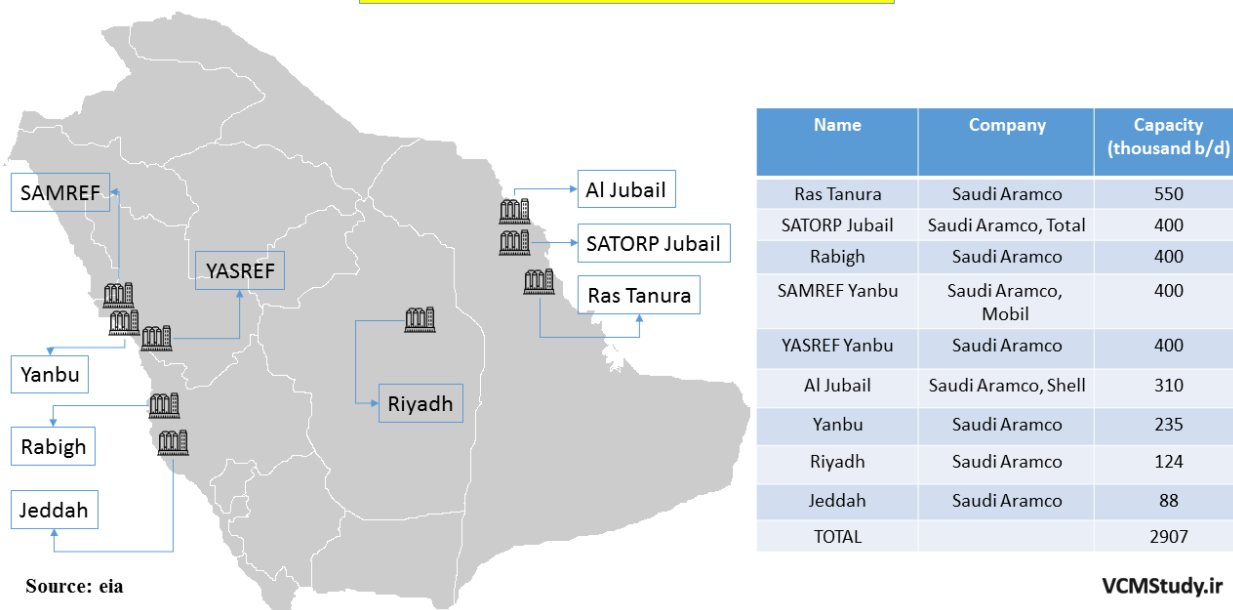 SAMREF
YASREF
Yanbu
Rabigh
Jeddah
Al Jubail
SATORP Jubail
Ras Tanura
Riyadh
Source: eia
Name Company Capacity
(thousand b/d)
Ras Tanura Saudi Aramco 550
SATORP Jubail Saudi Aramco, Total 400
Rabigh Saudi Aramco 400
SAMREF Yanbu Saudi Aramco, 400
Mobil
YASREF Yanbu Saudi Aramco 400
Al Jubail Saudi Aramco, Shell 310
Yanbu Saudi Aramco 235
Riyadh Saudi Aramco 124
Jeddah Saudi Aramco 88
TOTAL 2907
VCMStudy.ir